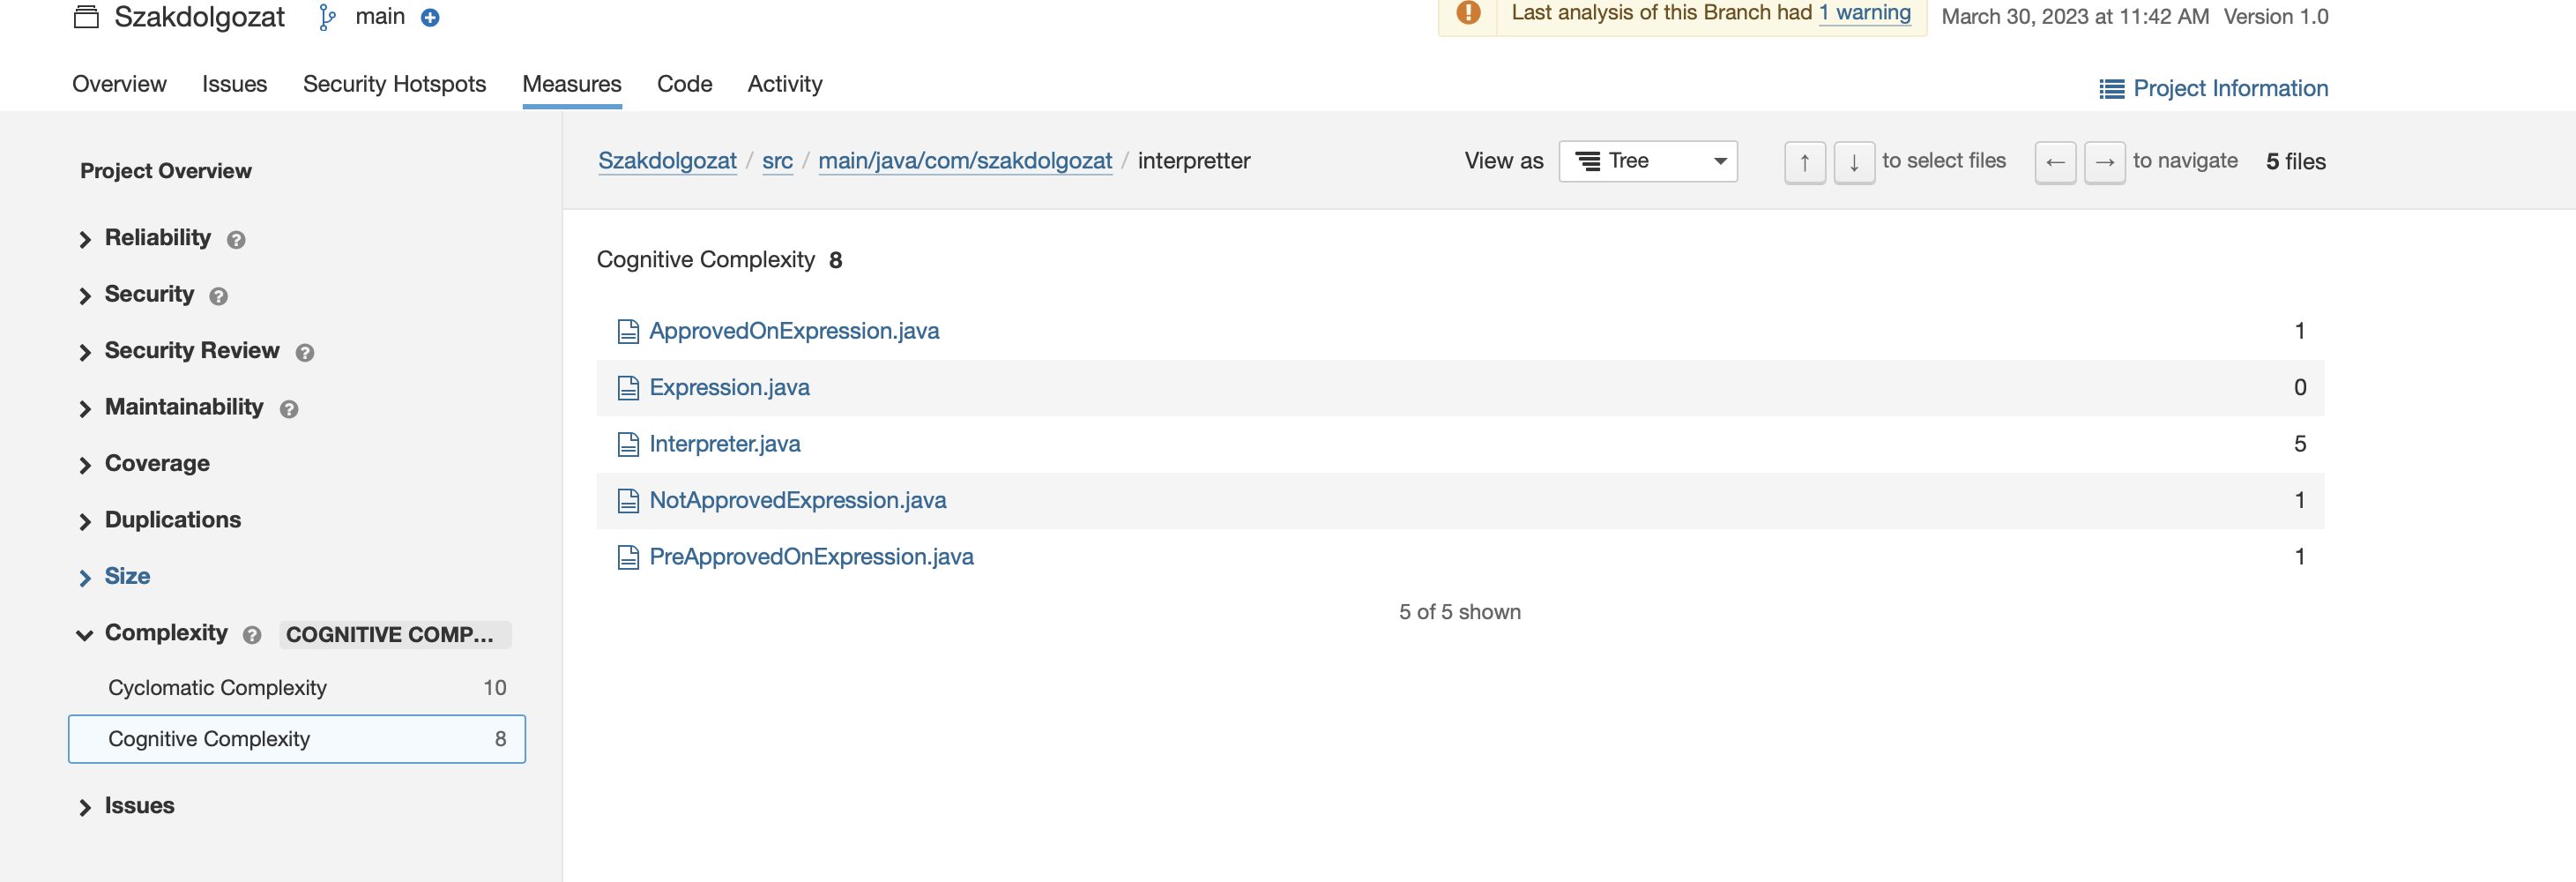 Szakdolgozat main
Last analysis of this Branch had 1 warning March 30, 2023 at 11:42 AM Version 1.0
Overview Issues Security Hotspots Measures Code Activity
Project Information
Project Overview
Reliability
Security
Security Review
Maintainability
Coverage
Duplications
Size
Complexity COGNITIVE COMP...
Cyclomatic Complexity 10
Cognitive Complexity 8
Issues
Szakdolgozat / src / main/java/com/szakdolgozat / interpretter
View as Tree ↑ ↓ to select files ← → to navigate 5 files
Cognitive Complexity 8
ApprovedOnExpression.java 1
Expression.java 0
Interpreter.java 5
NotApprovedExpression.java 1
PreApprovedOnExpression.java 1
5 of 5 shown